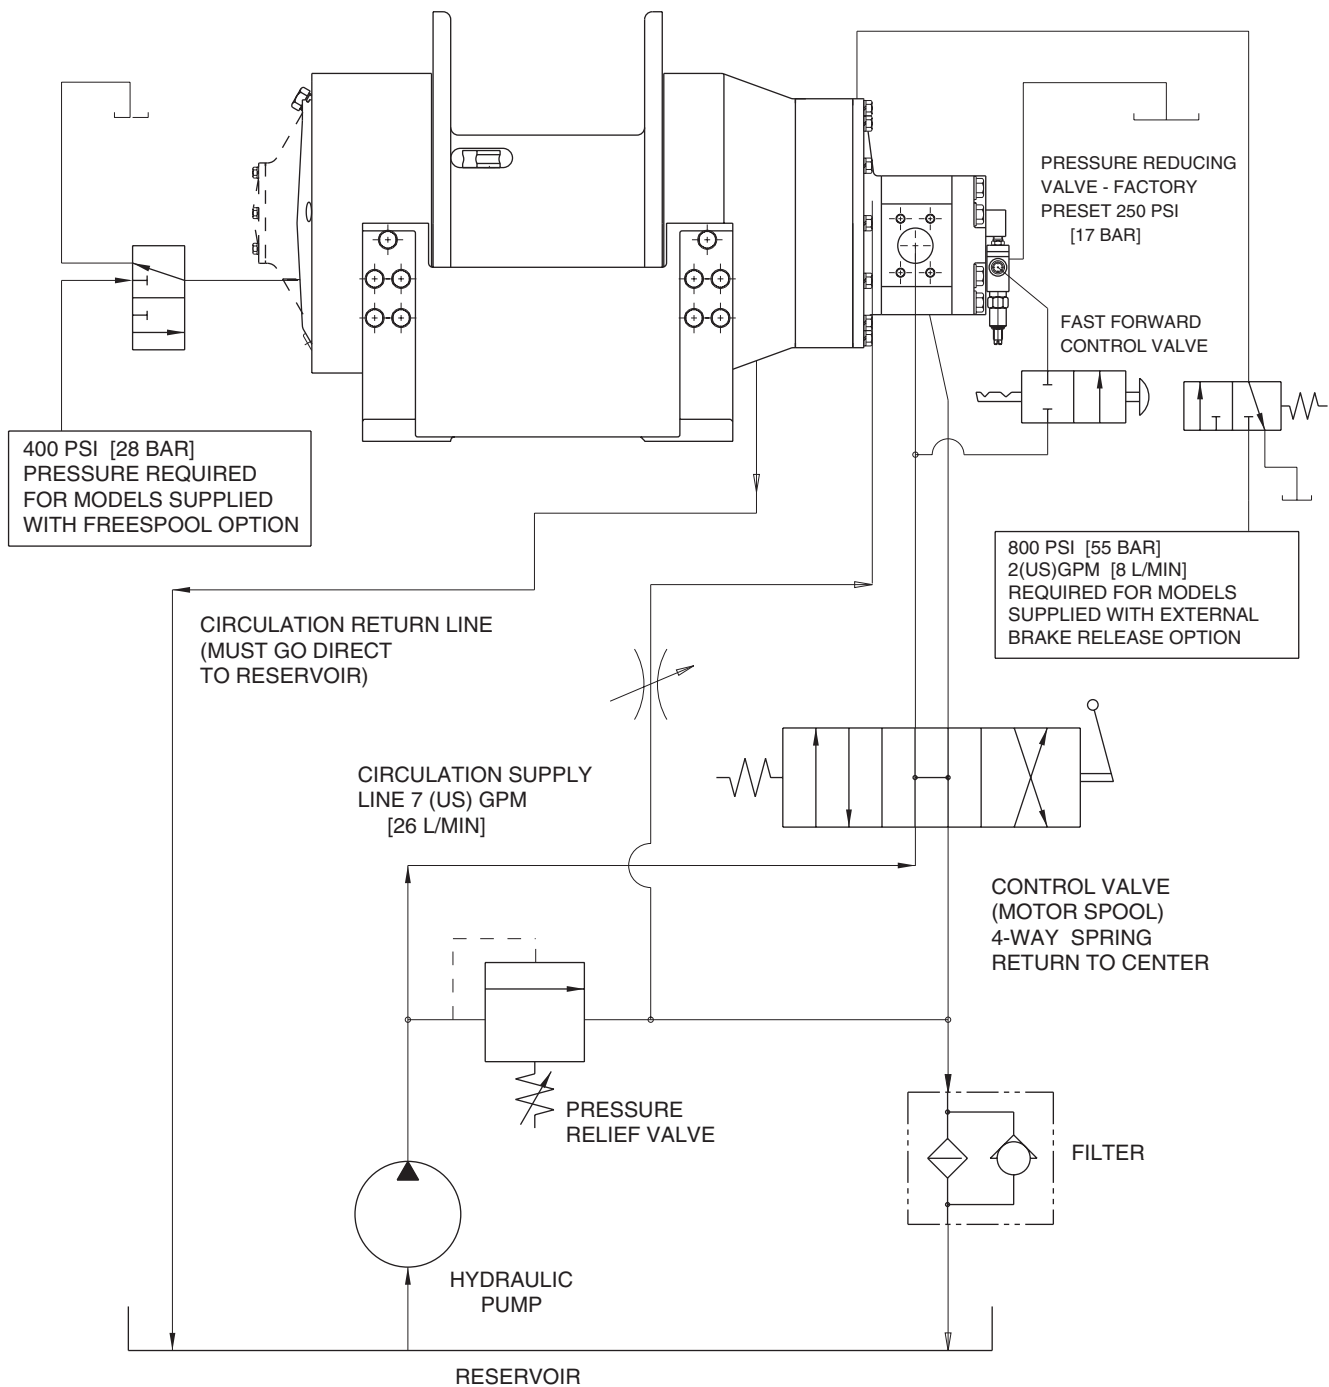 PRESSURE REDUCING
VALVE - FACTORY
PRESET 250 PSI
[17 BAR]
FAST FORWARD
CONTROL VALVE
400 PSI [28 BAR]
PRESSURE REQUIRED
FOR MODELS SUPPLIED
WITH FREESPOOL OPTION
800 PSI [55 BAR]
2(US)GPM [8 L/MIN]
REQUIRED FOR MODELS
SUPPLIED WITH EXTERNAL
BRAKE RELEASE OPTION
CIRCULATION RETURN LINE
(MUST GO DIRECT
TO RESERVOIR)
CIRCULATION SUPPLY
LINE 7 (US) GPM
[26 L/MIN]
CONTROL VALVE
(MOTOR SPOOL)
4-WAY SPRING
RETURN TO CENTER
PRESSURE
RELIEF VALVE
FILTER
HYDRAULIC
PUMP
RESERVOIR